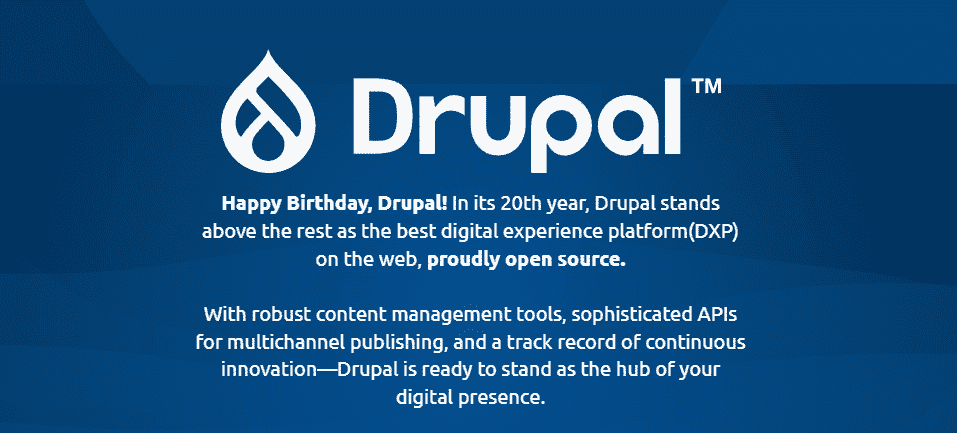 Drupal™
Happy Birthday, Drupal! In its 20th year, Drupal stands
above the rest as the best digital experience platform(DXP)
on the web, proudly open source.
With robust content management tools, sophisticated APIs
for multichannel publishing, and a track record of continuous
innovation—Drupal is ready to stand as the hub of your
digital presence.